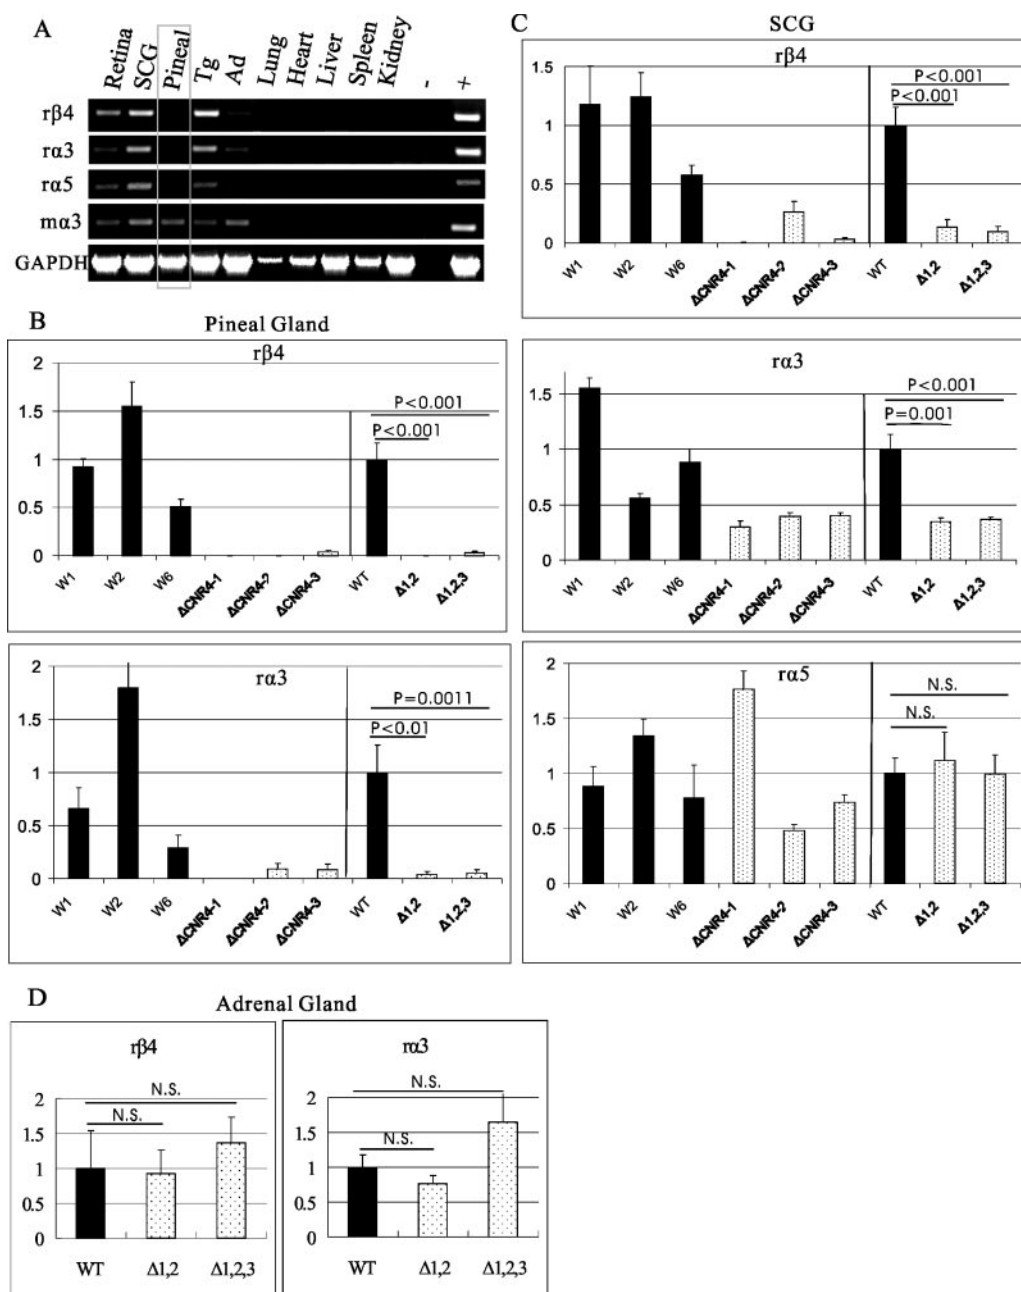 A
Retina SCG Pineal Tg Ad Lung Heart Liver Spleen Kidney - +
rβ4
rα3
rα5
mα3
GAPDH
B
Pineal Gland
rβ4
2
1.5
1
0.5
0
P<0.001
P<0.001
W1 W2 W6 ΔCNR4-1 ΔCNR4-2 ΔCNR4-3 WT Δ1,2 Δ1,2,3
rα3
2
1.5
1
0.5
0
P=0.0011
P<0.01
W1 W2 W6 ΔCNR4-1 ΔCNR4-2 ΔCNR4-3 WT Δ1,2 Δ1,2,3
C
SCG
rβ4
1.5
1
0.5
0
P<0.001
P<0.001
W1 W2 W6 ΔCNR4-1 ΔCNR4-2 ΔCNR4-3 WT Δ1,2 Δ1,2,3
rα3
1.5
1
0.5
0
P<0.001
P=0.001
W1 W2 W6 ΔCNR4-1 ΔCNR4-2 ΔCNR4-3 WT Δ1,2 Δ1,2,3
rα5
2
1.5
1
0.5
0
N.S.
N.S.
W1 W2 W6 ΔCNR4-1 ΔCNR4-2 ΔCNR4-3 WT Δ1,2 Δ1,2,3
D
Adrenal Gland
rβ4
2
1.5
1
0.5
0
N.S.
N.S.
WT Δ1,2 Δ1,2,3
rα3
2
1.5
1
0.5
0
N.S.
N.S.
WT Δ1,2 Δ1,2,3